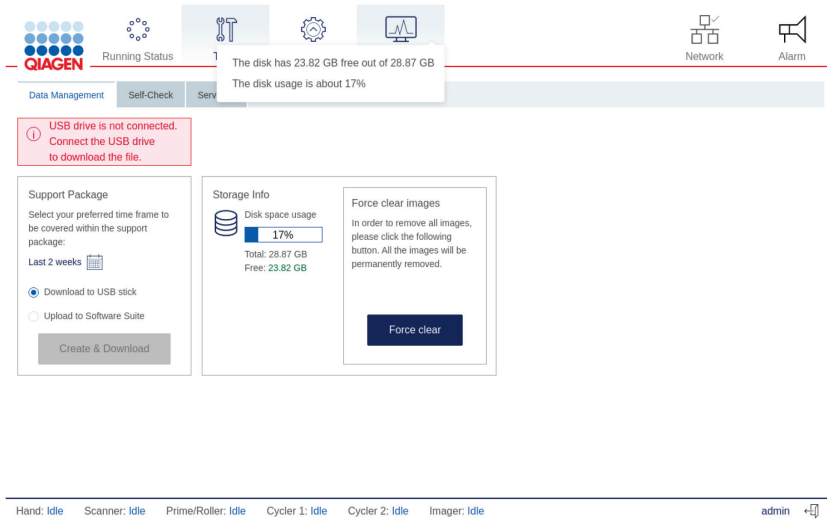 QIAGEN
Running Status
T
Network
Alarm
The disk has 23.82 GB free out of 28.87 GB
The disk usage is about 17%
Data Management
Self-Check
Serv
USB drive is not connected.
Connect the USB drive
to download the file.
Support Package
Select your preferred time frame to
be covered within the support
package:
Last 2 weeks
Download to USB stick
Upload to Software Suite
Create & Download
Storage Info
Disk space usage
17%
Total: 28.87 GB
Free: 23.82 GB
Force clear images
In order to remove all images,
please click the following
button. All the images will be
permanently removed.
Force clear
Hand: Idle Scanner: Idle Prime/Roller: Idle Cycler 1: Idle Cycler 2: Idle Imager: Idle admin